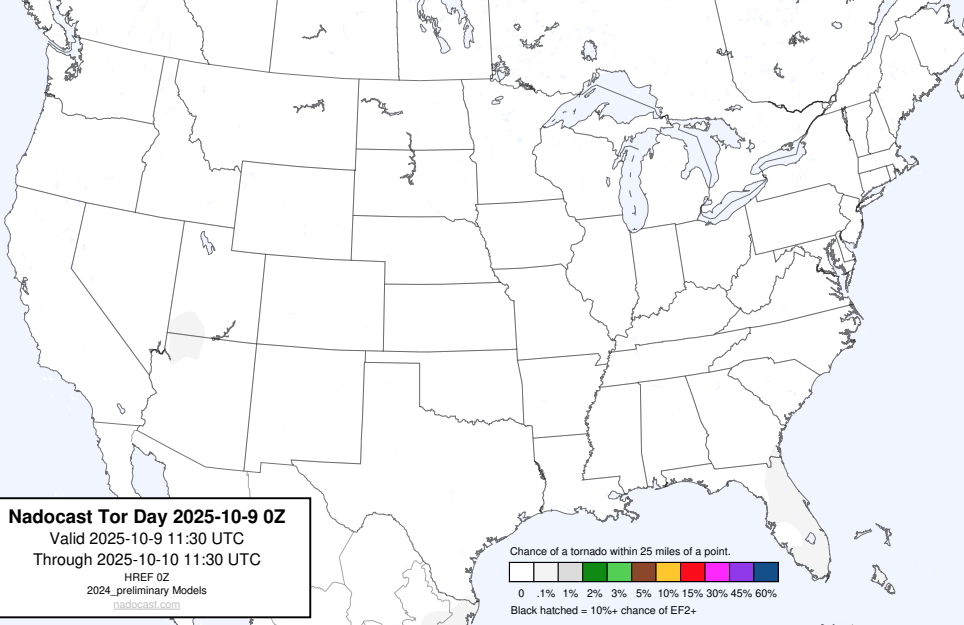 Nadocast Tor Day 2025-10-9 0Z
Valid 2025-10-9 11:30 UTC
Through 2025-10-10 11:30 UTC
HREF 0Z
2024_preliminary Models
nadocast.com
Chance of a tornado within 25 miles of a point.
0 .1% 1% 2% 3% 5% 10% 15% 30% 45% 60%
Black hatched = 10%+ chance of EF2+